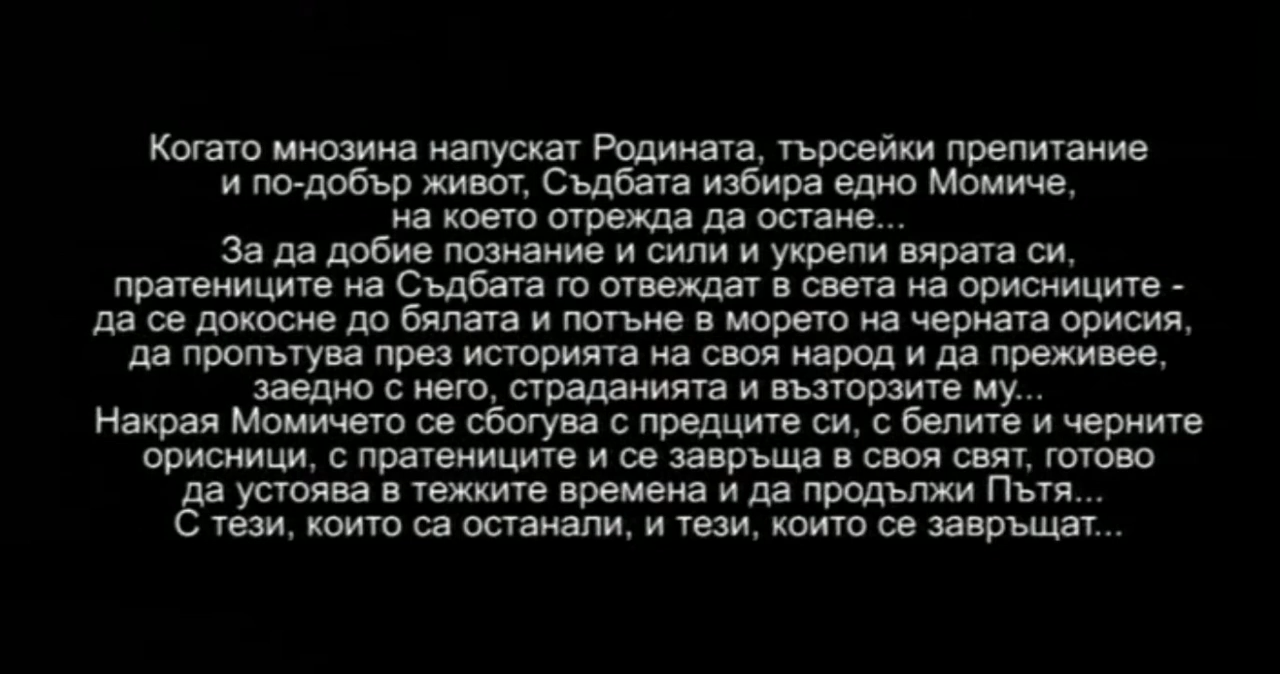 Когато мнозина напускат Родината, търсейки препитание
и по-добър живот, Съдбата избира едно Момиче,
на което отрежда да остане...
За да добие познание и сили и укрепи вярата си,
пратениците на Съдбата го отвеждат в света на орисниците -
да се докосне до бялата и потъне в морето на черната орисия,
да пропътува през историята на своя народ и да преживее,
заедно с него, страданията и възторзите му...
Накрая Момичето се сбогува с предците си, с белите и черните
орисници, с пратениците и се завръща в своя свят, готово
да устоява в тежките времена и да продължи Пътя...
С тези, които са останали, и тези, които се завръщат...